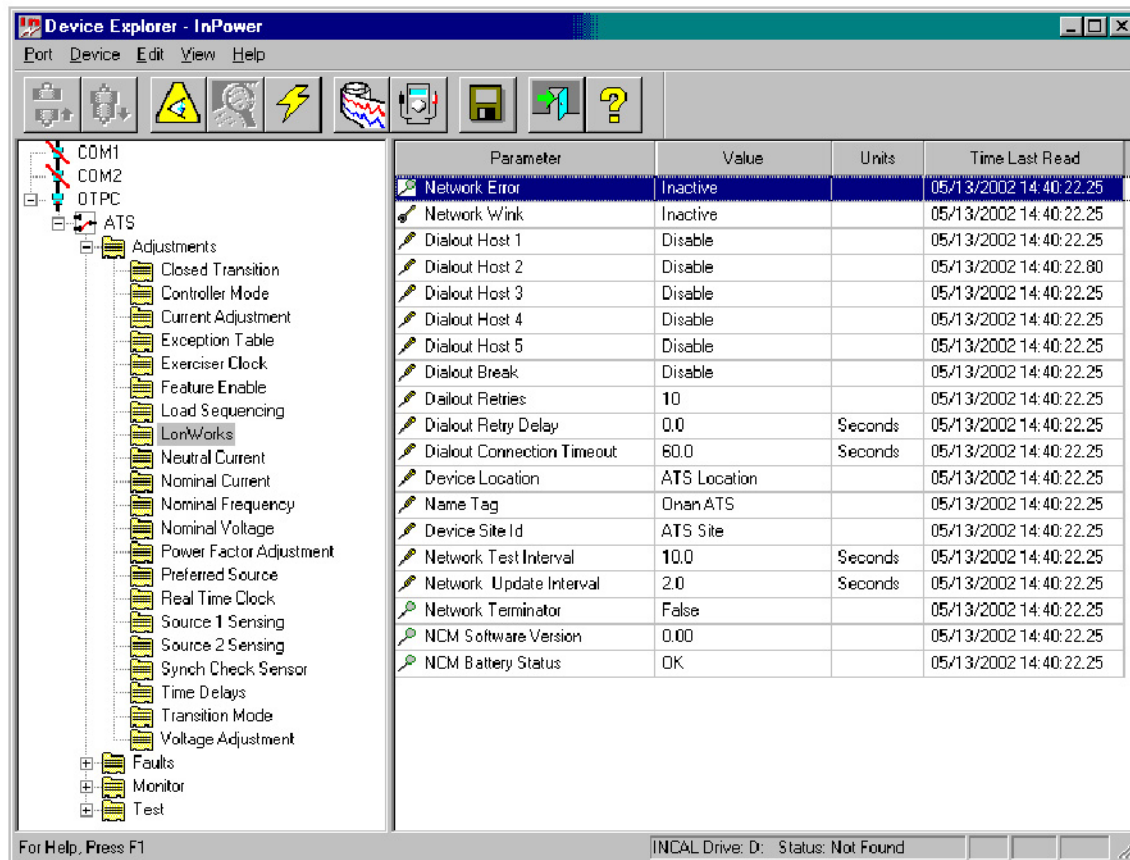 Device Explorer - InPower
Port Device Edit View Help
COM1
COM2
OTPC
ATS
Adjustments
Closed Transition
Controller Mode
Current Adjustment
Exception Table
Exerciser Clock
Feature Enable
Load Sequencing
LonWorks
Neutral Current
Nominal Current
Nominal Frequency
Nominal Voltage
Power Factor Adjustment
Preferred Source
Real Time Clock
Source 1 Sensing
Source 2 Sensing
Synch Check Sensor
Time Delays
Transition Mode
Voltage Adjustment
Faults
Monitor
Test
Parameter Value Units Time Last Read
Network Error Inactive 05/13/2002 14:40:22.25
Network Wink Inactive 05/13/2002 14:40:22.25
Dialout Host 1 Disable 05/13/2002 14:40:22.25
Dialout Host 2 Disable 05/13/2002 14:40:22.80
Dialout Host 3 Disable 05/13/2002 14:40:22.25
Dialout Host 4 Disable 05/13/2002 14:40:22.25
Dialout Host 5 Disable 05/13/2002 14:40:22.25
Dialout Break Disable 05/13/2002 14:40:22.25
Dailout Retries 10 05/13/2002 14:40:22.25
Dialout Retry Delay 0.0 Seconds 05/13/2002 14:40:22.25
Dialout Connection Timeout 60.0 Seconds 05/13/2002 14:40:22.25
Device Location ATS Location 05/13/2002 14:40:22.25
Name Tag Onan ATS 05/13/2002 14:40:22.25
Device Site Id ATS Site 05/13/2002 14:40:22.25
Network Test Interval 10.0 Seconds 05/13/2002 14:40:22.25
Network Update Interval 2.0 Seconds 05/13/2002 14:40:22.25
Network Terminator False 05/13/2002 14:40:22.25
NCM Software Version 0.00 05/13/2002 14:40:22.25
NCM Battery Status OK 05/13/2002 14:40:22.25
For Help, Press F1 INCAL Drive: D: Status: Not Found